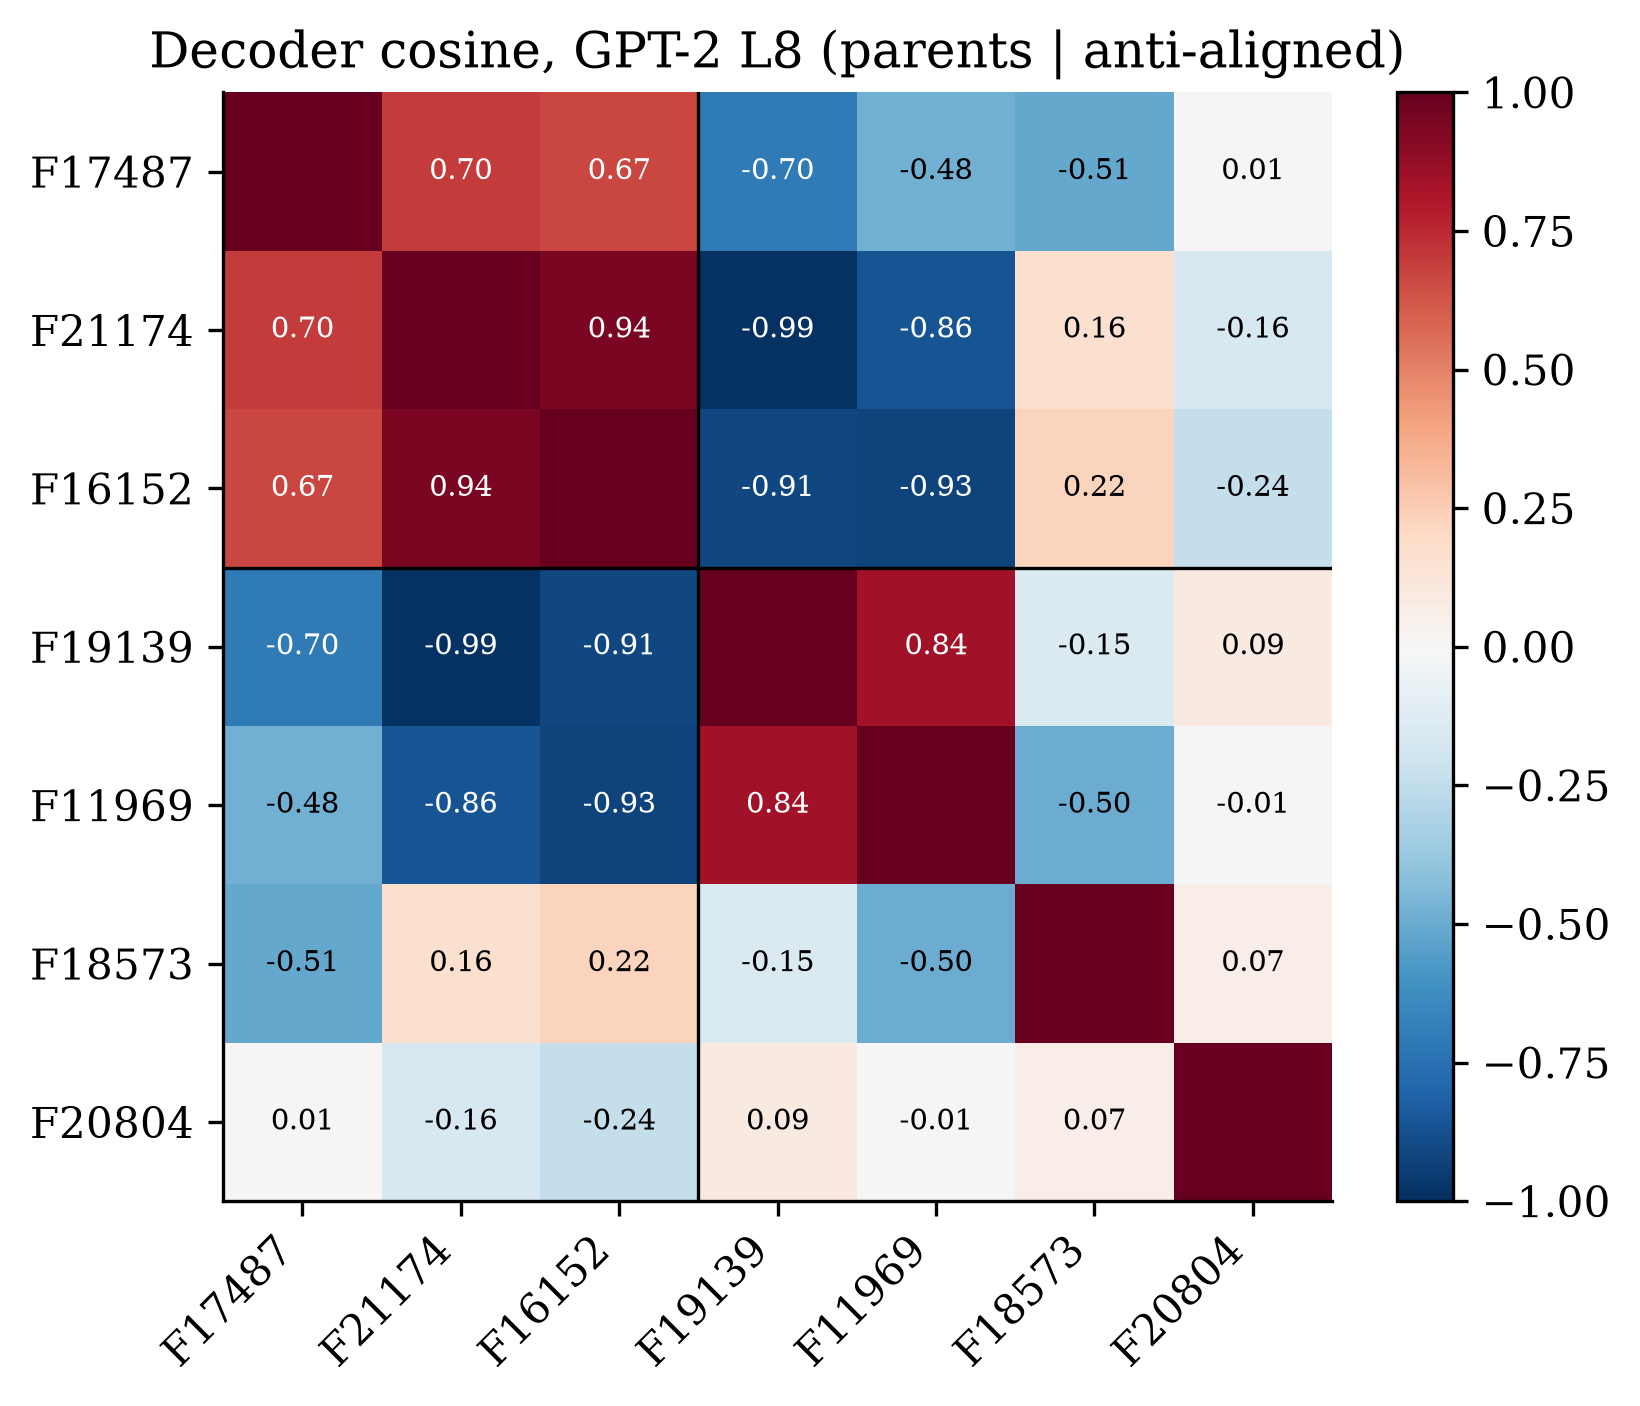 Decoder cosine, GPT-2 L8 (parents | anti-aligned)
F17487 0.70 0.67 -0.70 -0.48 -0.51 0.01
F21174 0.70 0.94 -0.99 -0.86 0.16 -0.16
F16152 0.67 0.94 -0.91 -0.93 0.22 -0.24
F19139 -0.70 -0.99 -0.91 0.84 -0.15 0.09
F11969 -0.48 -0.86 -0.93 0.84 -0.50 -0.01
F18573 -0.51 0.16 0.22 -0.15 -0.50 0.07
F20804 0.01 -0.16 -0.24 0.09 -0.01 0.07
F17487 F21174 F16152 F19139 F11969 F18573 F20804
1.00
0.75
0.50
0.25
0.00
−0.25
−0.50
−0.75
−1.00